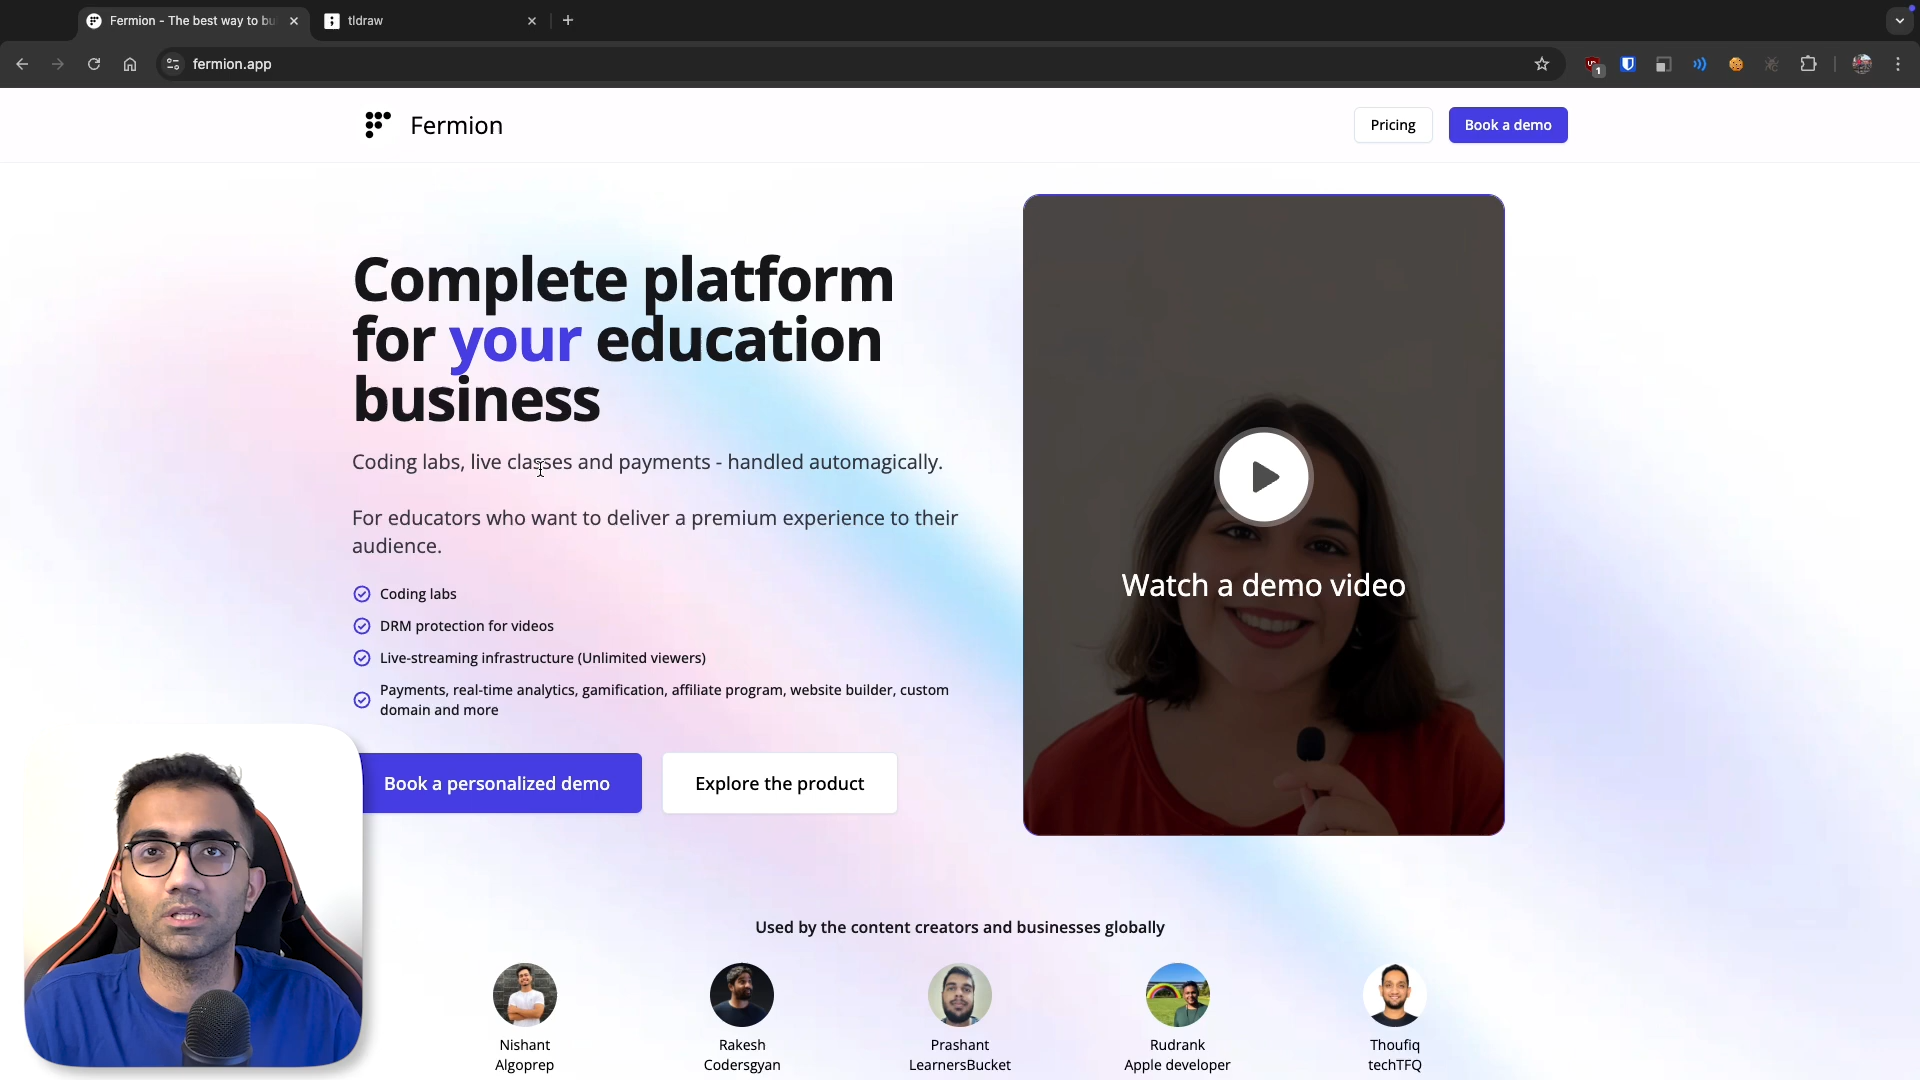 Fermion - The best way to bu
tldraw
fermion.app
1
Fermion
Pricing
Book a demo
Complete platform
for your education
business
Coding labs, live classes and payments - handled automagically.
For educators who want to deliver a premium experience to their
audience.
Coding labs
DRM protection for videos
Live-streaming infrastructure (Unlimited viewers)
Payments, real-time analytics, gamification, affiliate program, website builder, custom
domain and more
Book a personalized demo
Explore the product
Watch a demo video
Used by the content creators and businesses globally
Nishant
Algoprep
Rakesh
Codersgyan
Prashant
LearnersBucket
Rudrank
Apple developer
Thoufiq
techTFQ